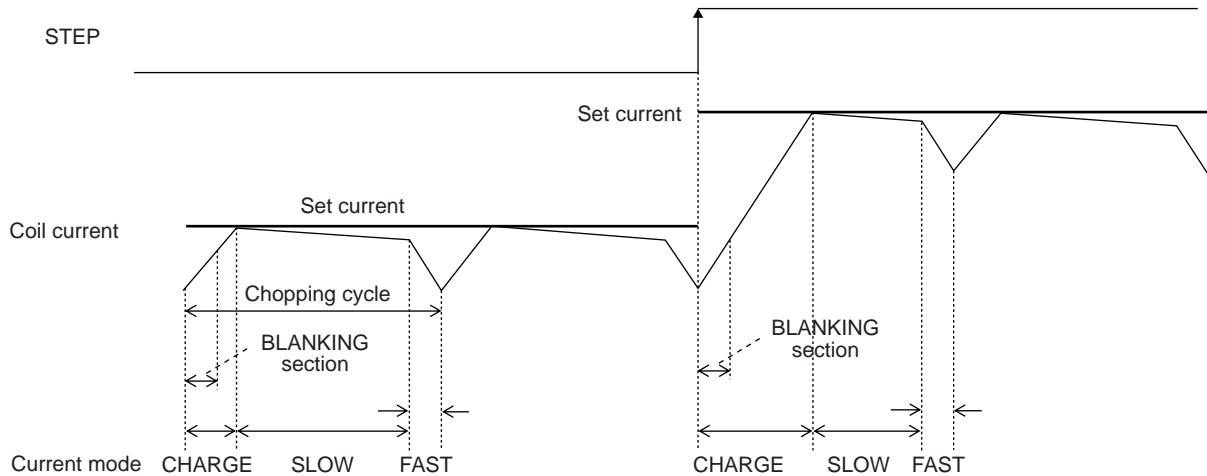 STEP
Set current
Set current
Coil current
Chopping cycle
BLANKING
section
BLANKING
section
Current mode CHARGE SLOW FAST CHARGE SLOW FAST